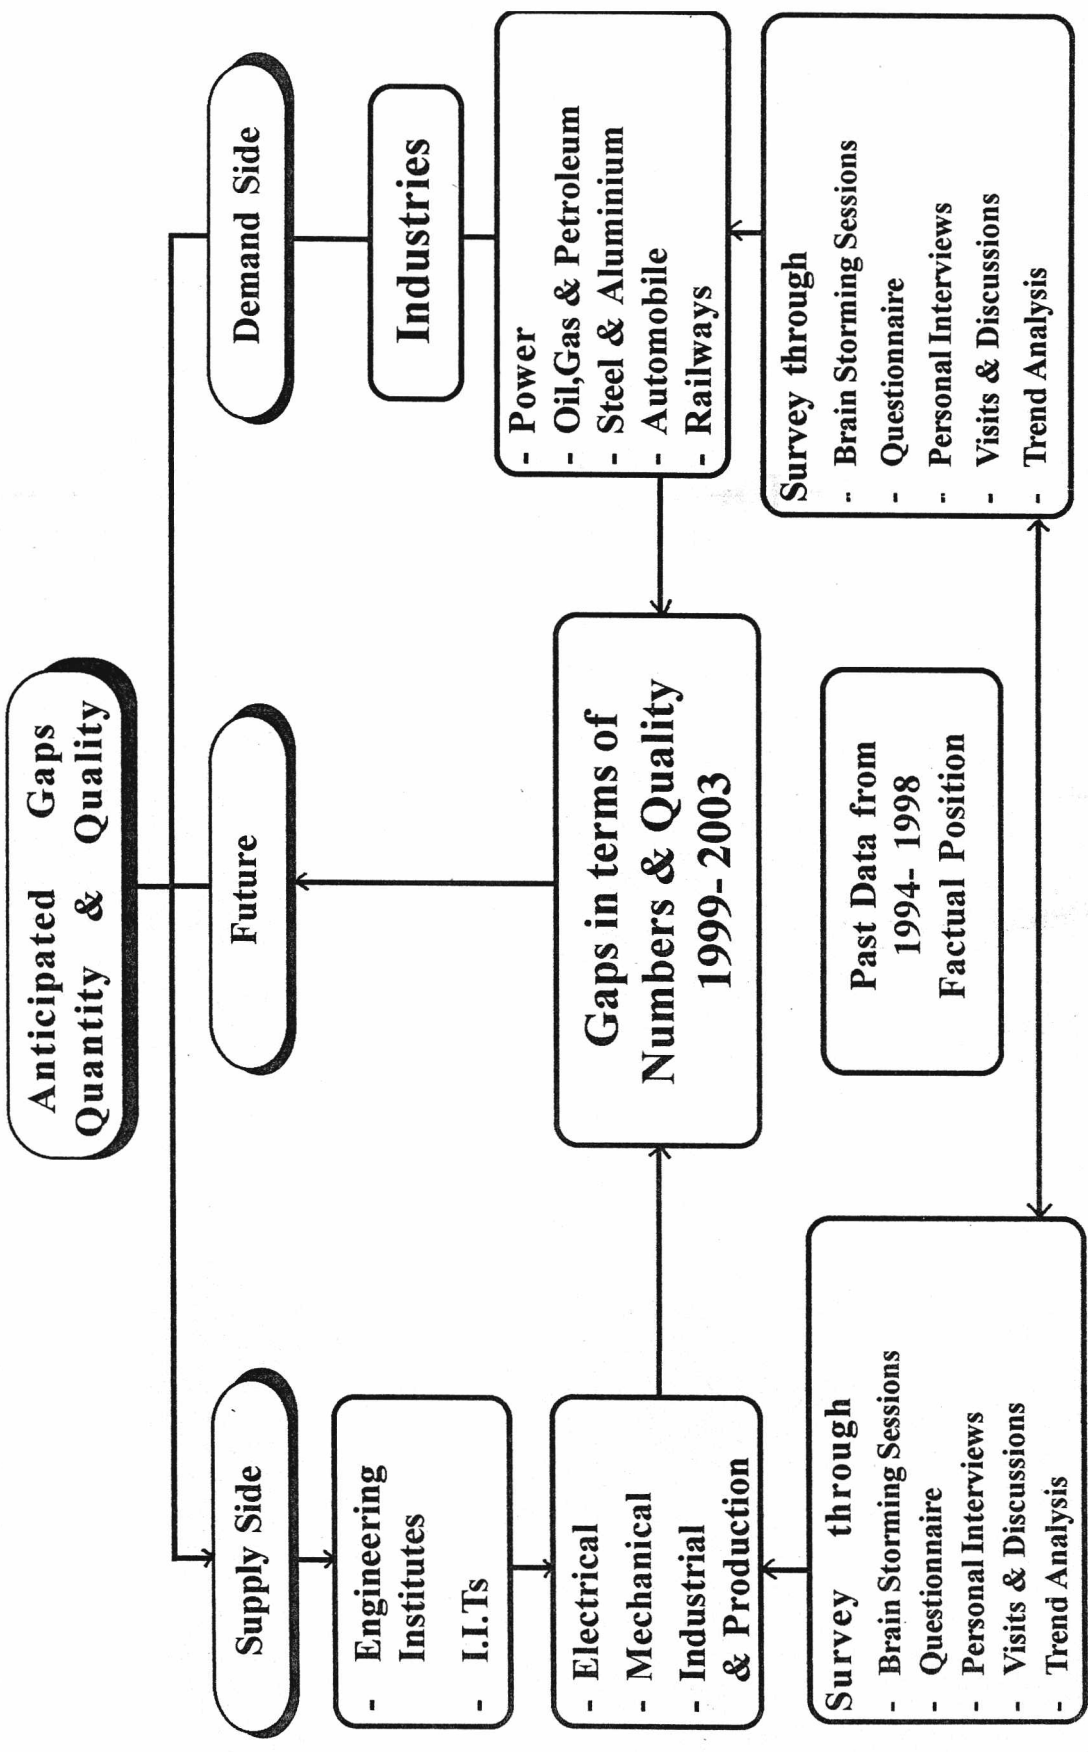 Anticipated Gaps
Quantity & Quality
Supply Side
Future
Demand Side
- Engineering
Institutes
- I.I.Ts
Industries
- Electrical
- Mechanical
- Industrial
& Production
Gaps in terms of
Numbers & Quality
1999-2003
- Power
- Oil,Gas & Petroleum
- Steel & Aluminium
- Automobile
- Railways
Survey through
- Brain Storming Sessions
- Questionnaire
- Personal Interviews
- Visits & Discussions
- Trend Analysis
Past Data from
1994- 1998
Factual Position
Survey through
- Brain Storming Sessions
- Questionnaire
- Personal Interviews
- Visits & Discussions
- Trend Analysis